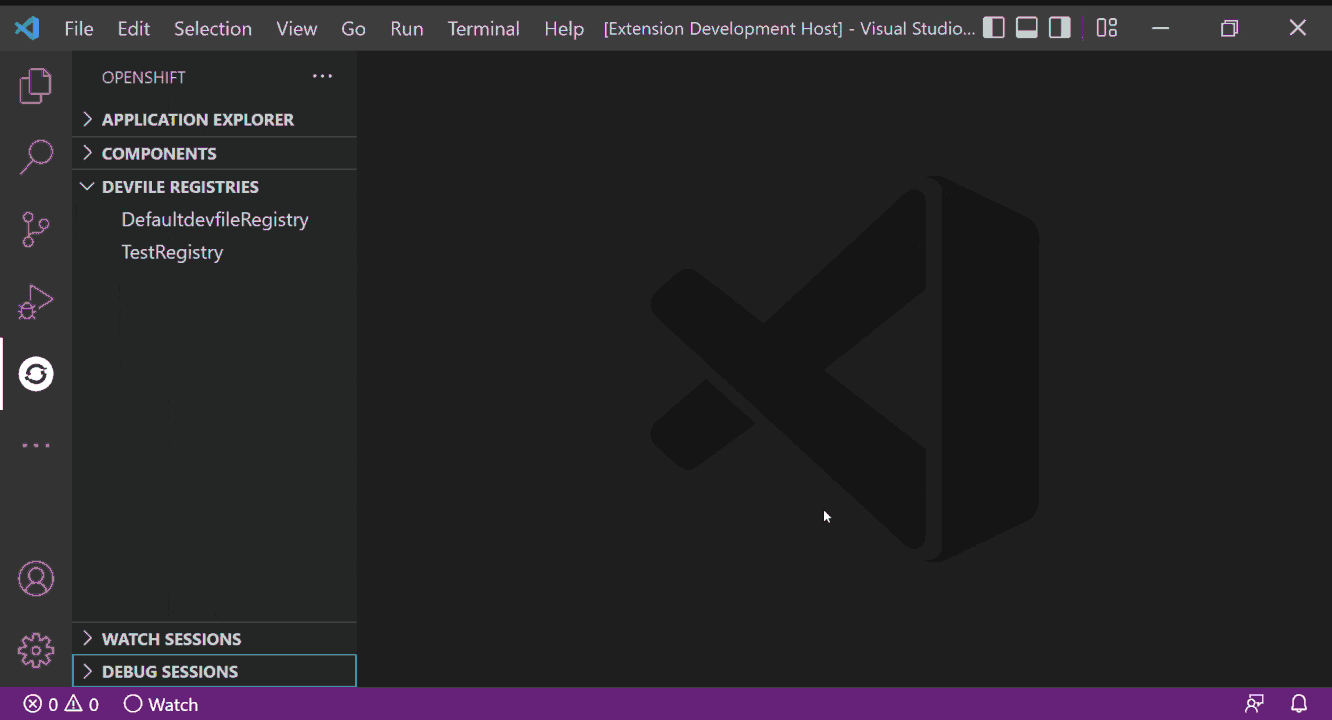 File Edit Selection View Go Run Terminal Help [Extension Development Host] - Visual Studio...
OPENSHIFT
APPLICATION EXPLORER
COMPONENTS
DEVFILE REGISTRIES
DefaultdevfileRegistry
TestRegistry
WATCH SESSIONS
DEBUG SESSIONS
0 0 Watch